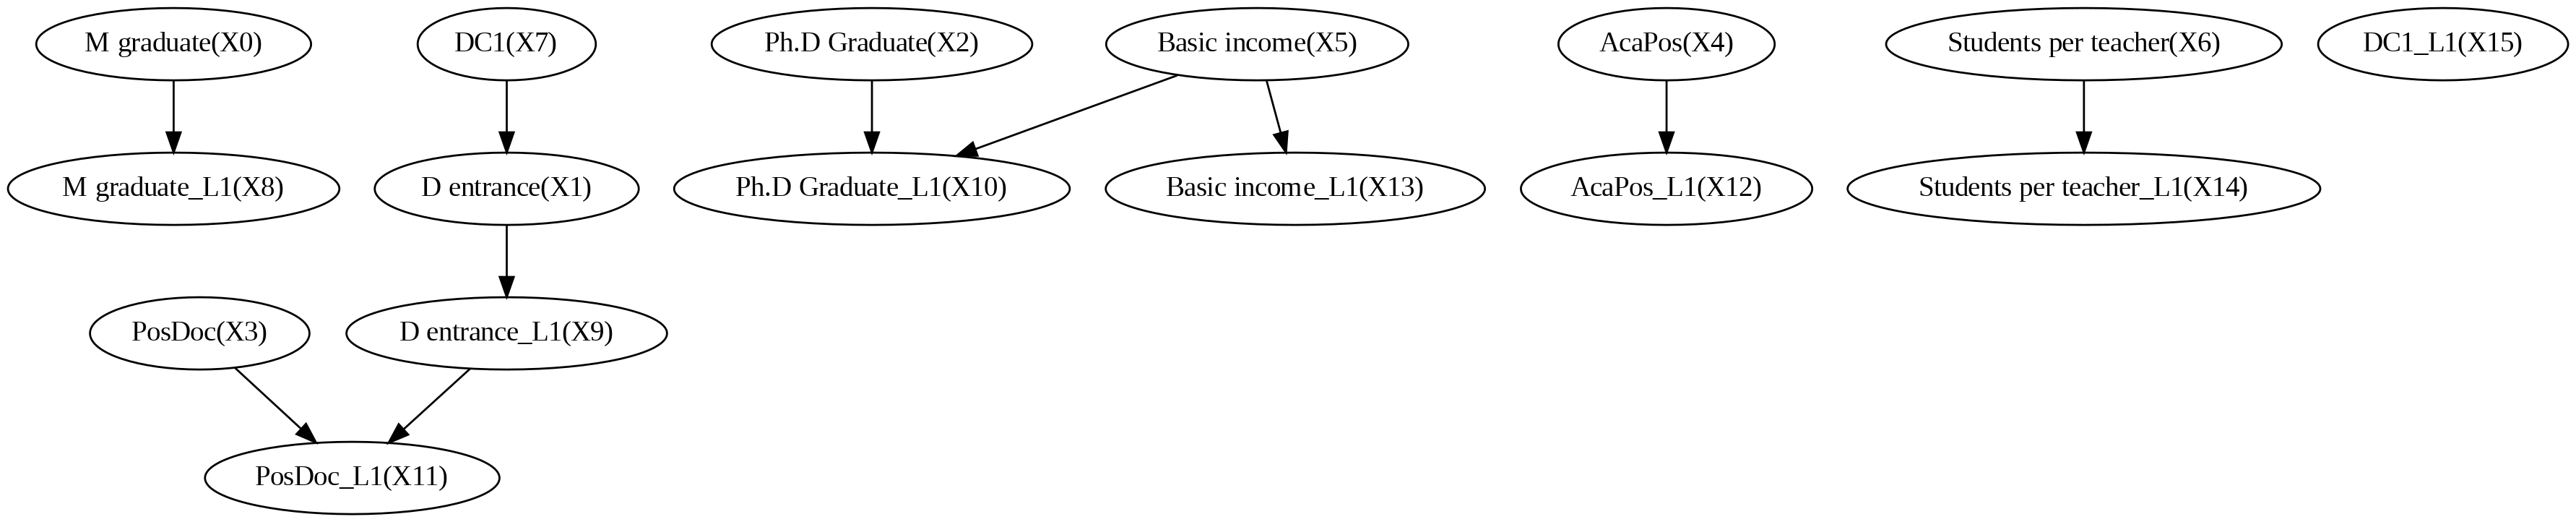 M graduate(X0)
DC1(X7)
Ph.D Graduate(X2)
Basic income(X5)
AcaPos(X4)
Students per teacher(X6)
DC1_L1(X15)
M graduate_L1(X8)
D entrance(X1)
Ph.D Graduate_L1(X10)
Basic income_L1(X13)
AcaPos_L1(X12)
Students per teacher_L1(X14)
PosDoc(X3)
D entrance_L1(X9)
PosDoc_L1(X11)